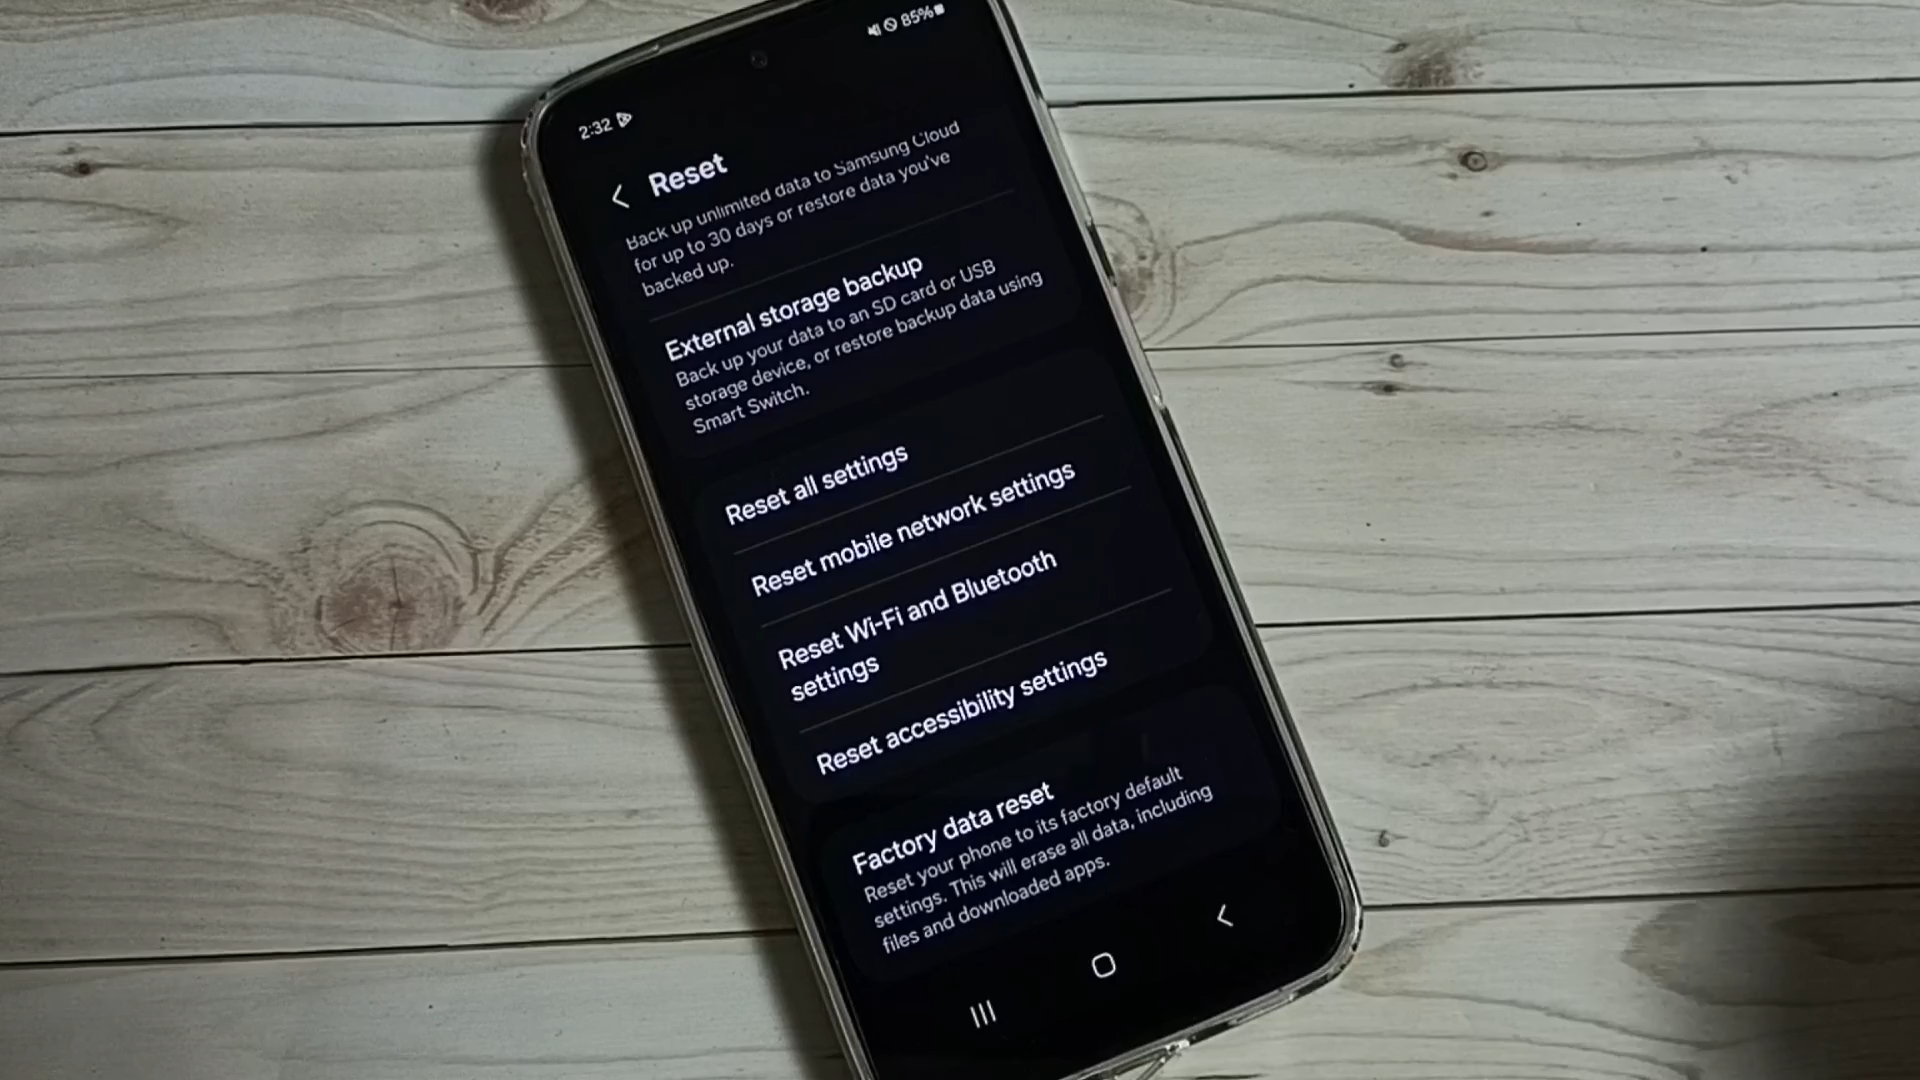 2:32
85%
Reset
Back up unlimited data to Samsung Cloud
for up to 30 days or restore data you've
backed up.
External storage backup
Back up your data to an SD card or USB
storage device, or restore backup data using
Smart Switch.
Reset all settings
Reset mobile network settings
Reset Wi-Fi and Bluetooth
settings
Reset accessibility settings
Factory data reset
Reset your phone to its factory default
settings. This will erase all data, including
files and downloaded apps.